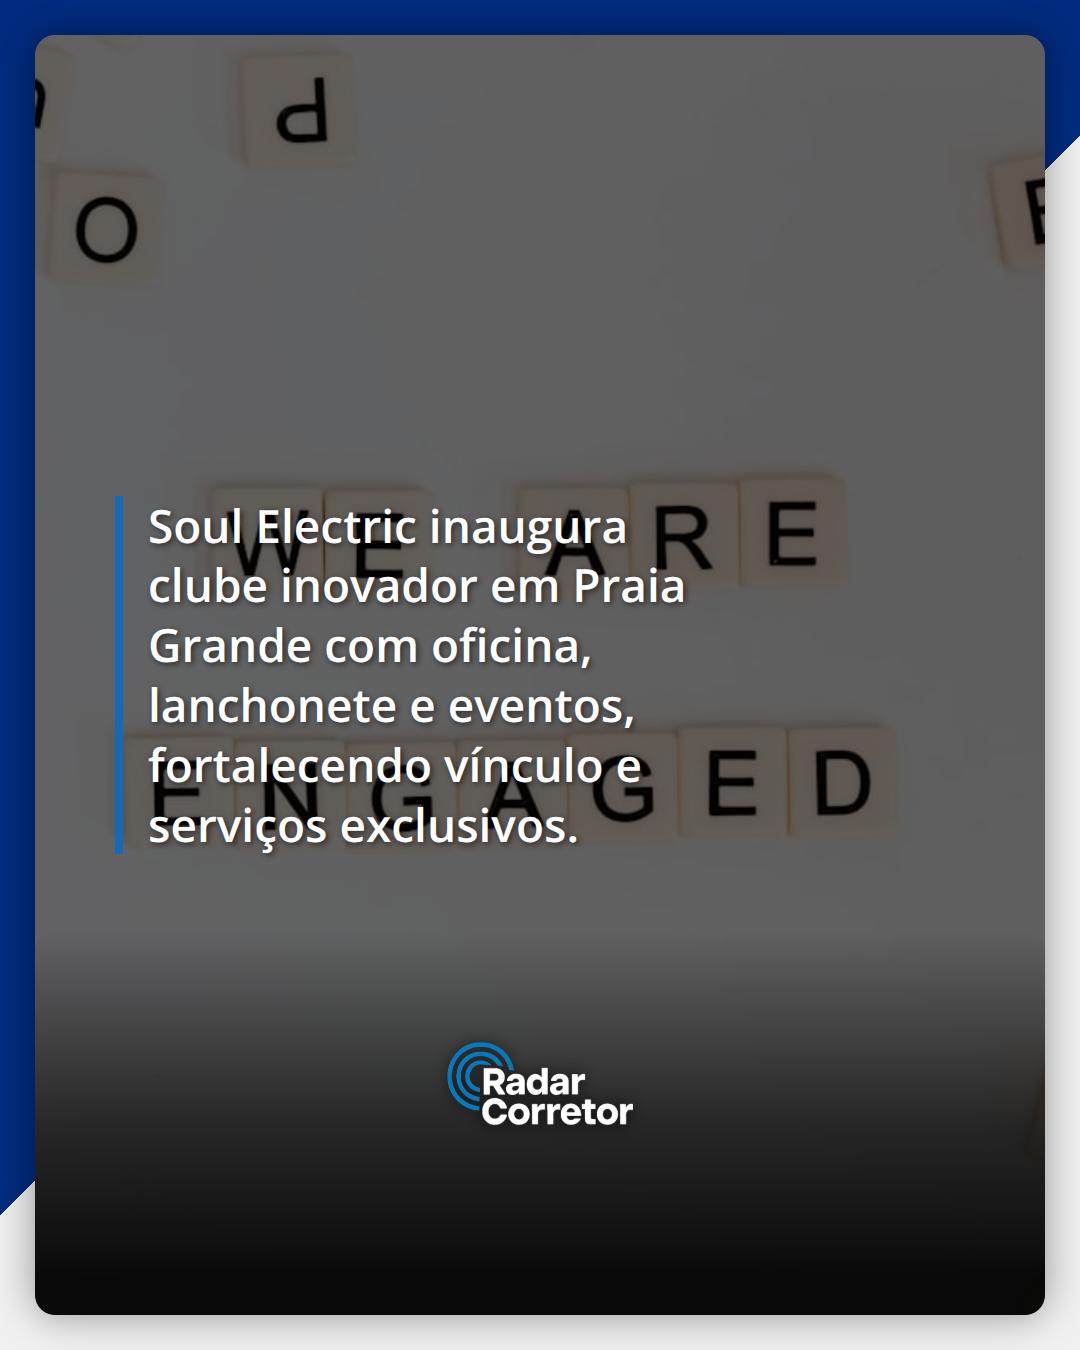 P
O
E
WE ARE
ENGAGED
Soul Electric inaugura
clube inovador em Praia
Grande com oficina,
lanchonete e eventos,
fortalecendo vínculo e
serviços exclusivos.
Radar
Corretor